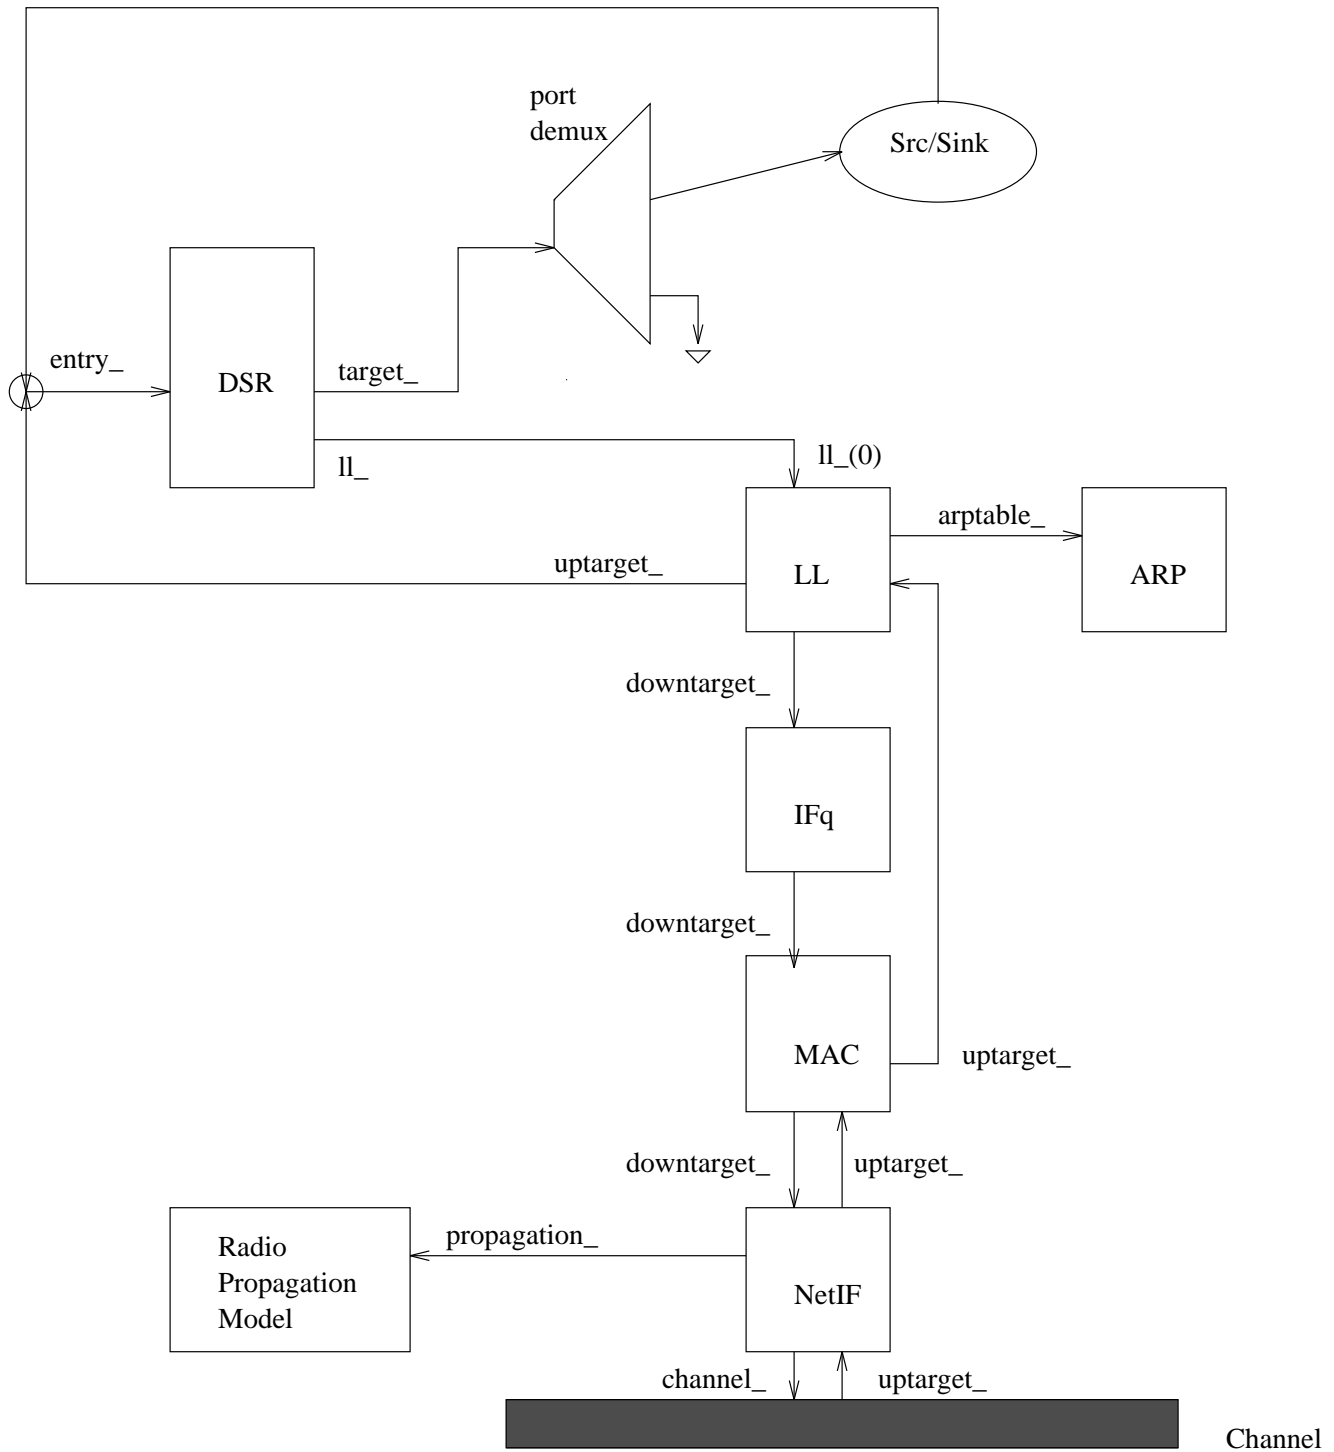 port
demux
Src/Sink
entry_
DSR
target_
ll_
ll_(0)
arptable_
uptarget_
LL
ARP
downtarget_
IFq
downtarget_
MAC
uptarget_
downtarget_
uptarget_
propagation_
Radio
Propagation
Model
NetIF
channel_
uptarget_
Channel